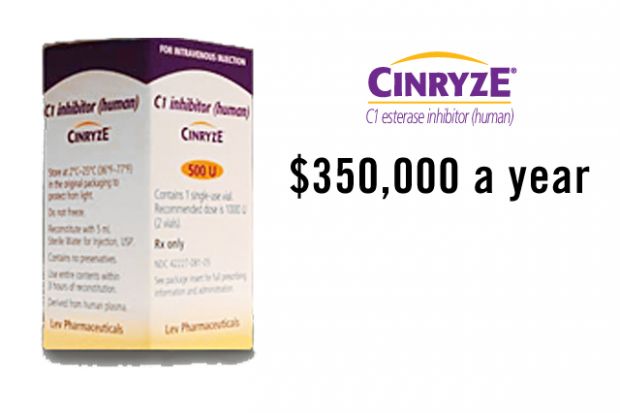 C1 inhibitor (human)
CINRYZE
Store at 2°C-25°C (36°F-77°F)
in the original packaging to
protect from light.
Do not freeze.
Reconstitute with 5 mL
Sterile Water for Injection, USP.
Contains no preservatives.
Use entire contents within
3 hours of reconstitution.
Derived from human plasma.
Lev Pharmaceuticals
FOR INTRAVENOUS INJECTION
C1 inhibitor (human)
CINRYZE
500 U
Contains 1 single-use vial.
Recommended dose is 1000 U
(2 vials).
Rx only
NDC 42227-081-05
See package insert for full prescribing
information and administration.
Lev Pharmaceuticals
CINRYZE®
C1 esterase inhibitor (human)
$350,000 a year